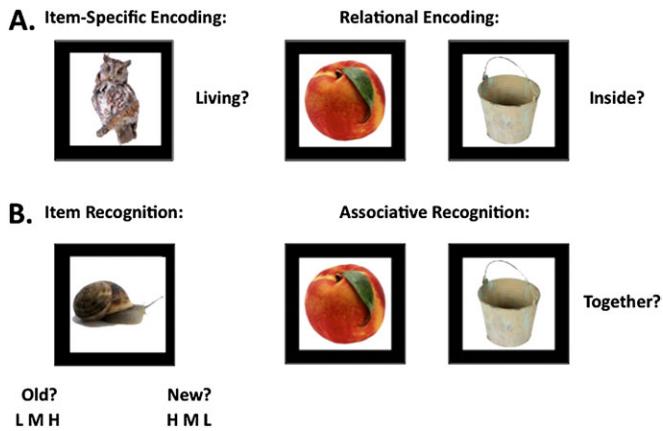 A. Item-Specific Encoding: Relational Encoding:
Living? Inside?
B. Item Recognition: Associative Recognition:
Together?
Old? New?
L M H H M L